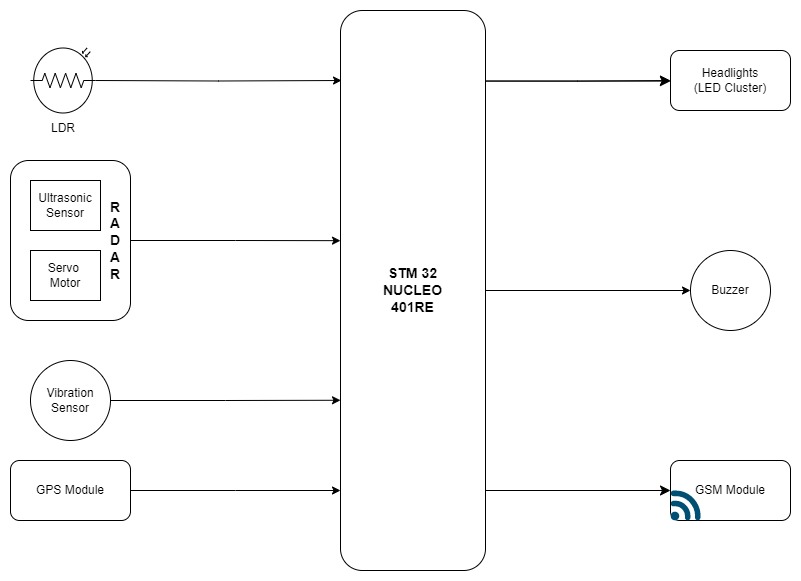 LDR
Ultrasonic
Sensor
Servo
Motor
R
A
D
A
R
Vibration
Sensor
GPS Module
STM 32
NUCLEO
401RE
Headlights
(LED Cluster)
Buzzer
GSM Module